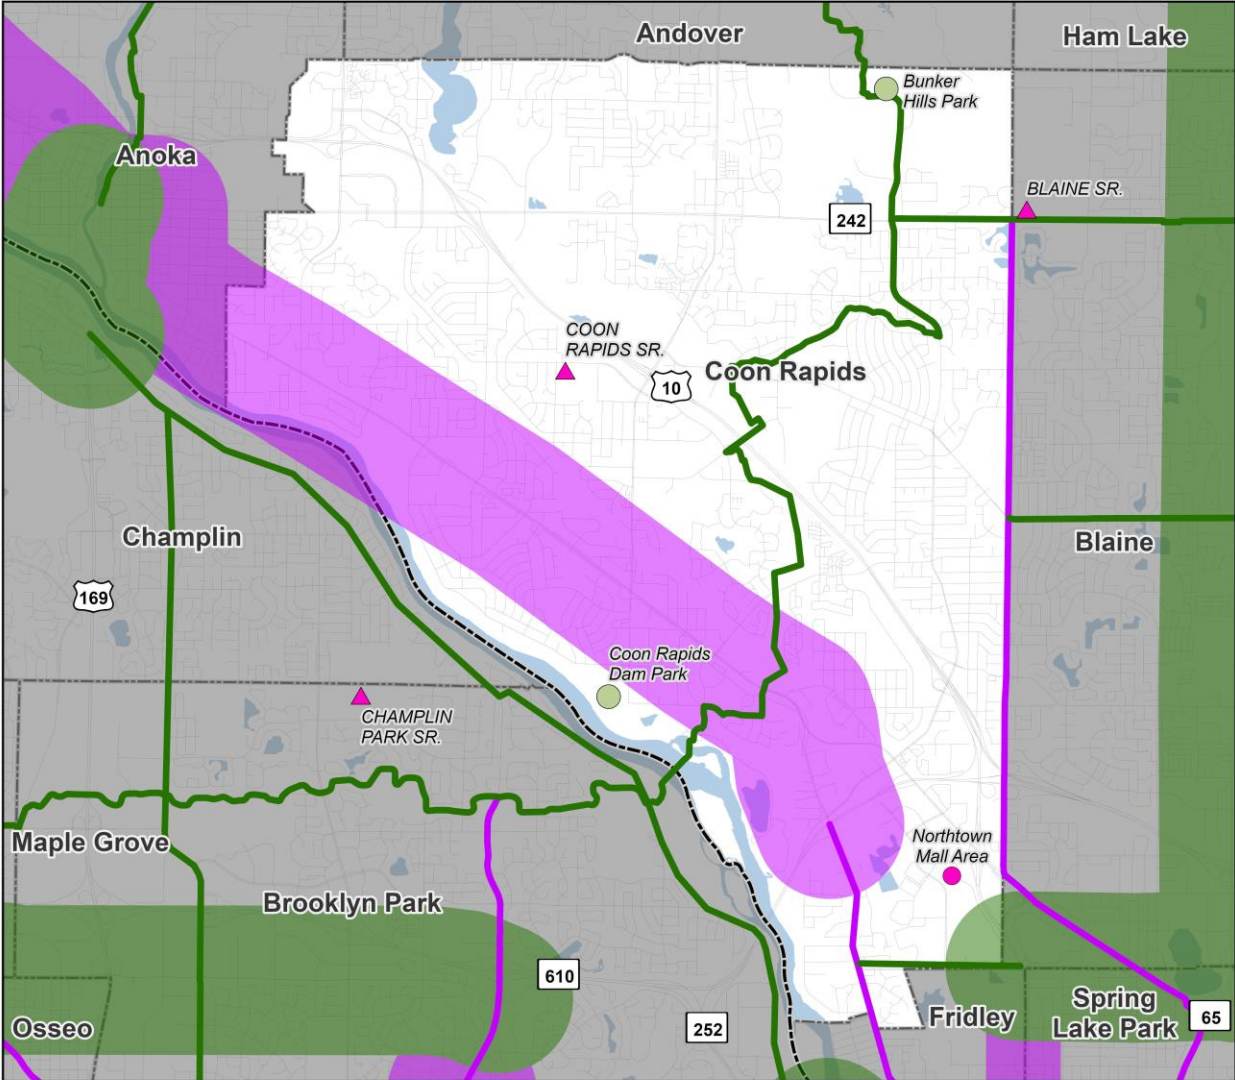 Andover
Ham Lake
Bunker
Hills Park
Anoka
BLAINE SR.
242
COON
RAPIDS SR.
10
Coon Rapids
Champlin
Blaine
169
Coon Rapids
Dam Park
CHAMPLIN
PARK SR.
Maple Grove
Northtown
Mall Area
Brooklyn Park
610
Osseo
252
Fridley
Spring
Lake Park
65